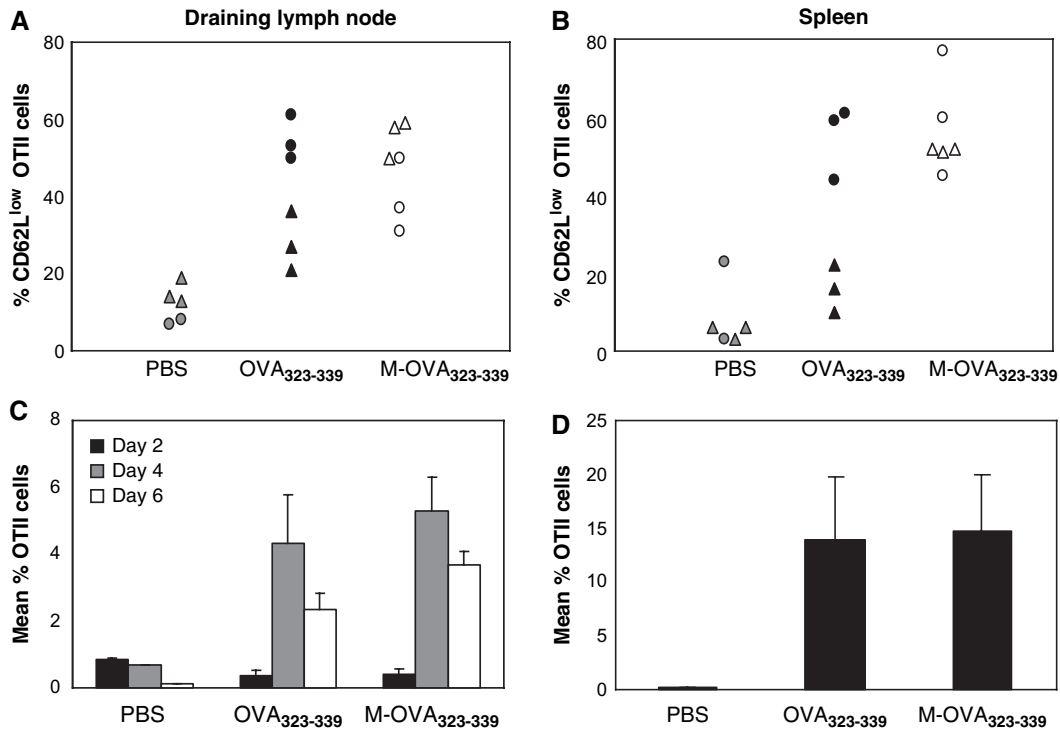 A
Draining lymph node
% CD62Llow OTII cells
80
60
40
20
0
PBS
OVA323-339
M-OVA323-339
B
Spleen
% CD62Llow OTII cells
80
60
40
20
0
PBS
OVA323-339
M-OVA323-339
C
Mean % OTII cells
8
6
4
2
0
Day 2
Day 4
Day 6
PBS
OVA323-339
M-OVA323-339
D
Mean % OTII cells
25
20
15
10
5
0
PBS
OVA323-339
M-OVA323-339